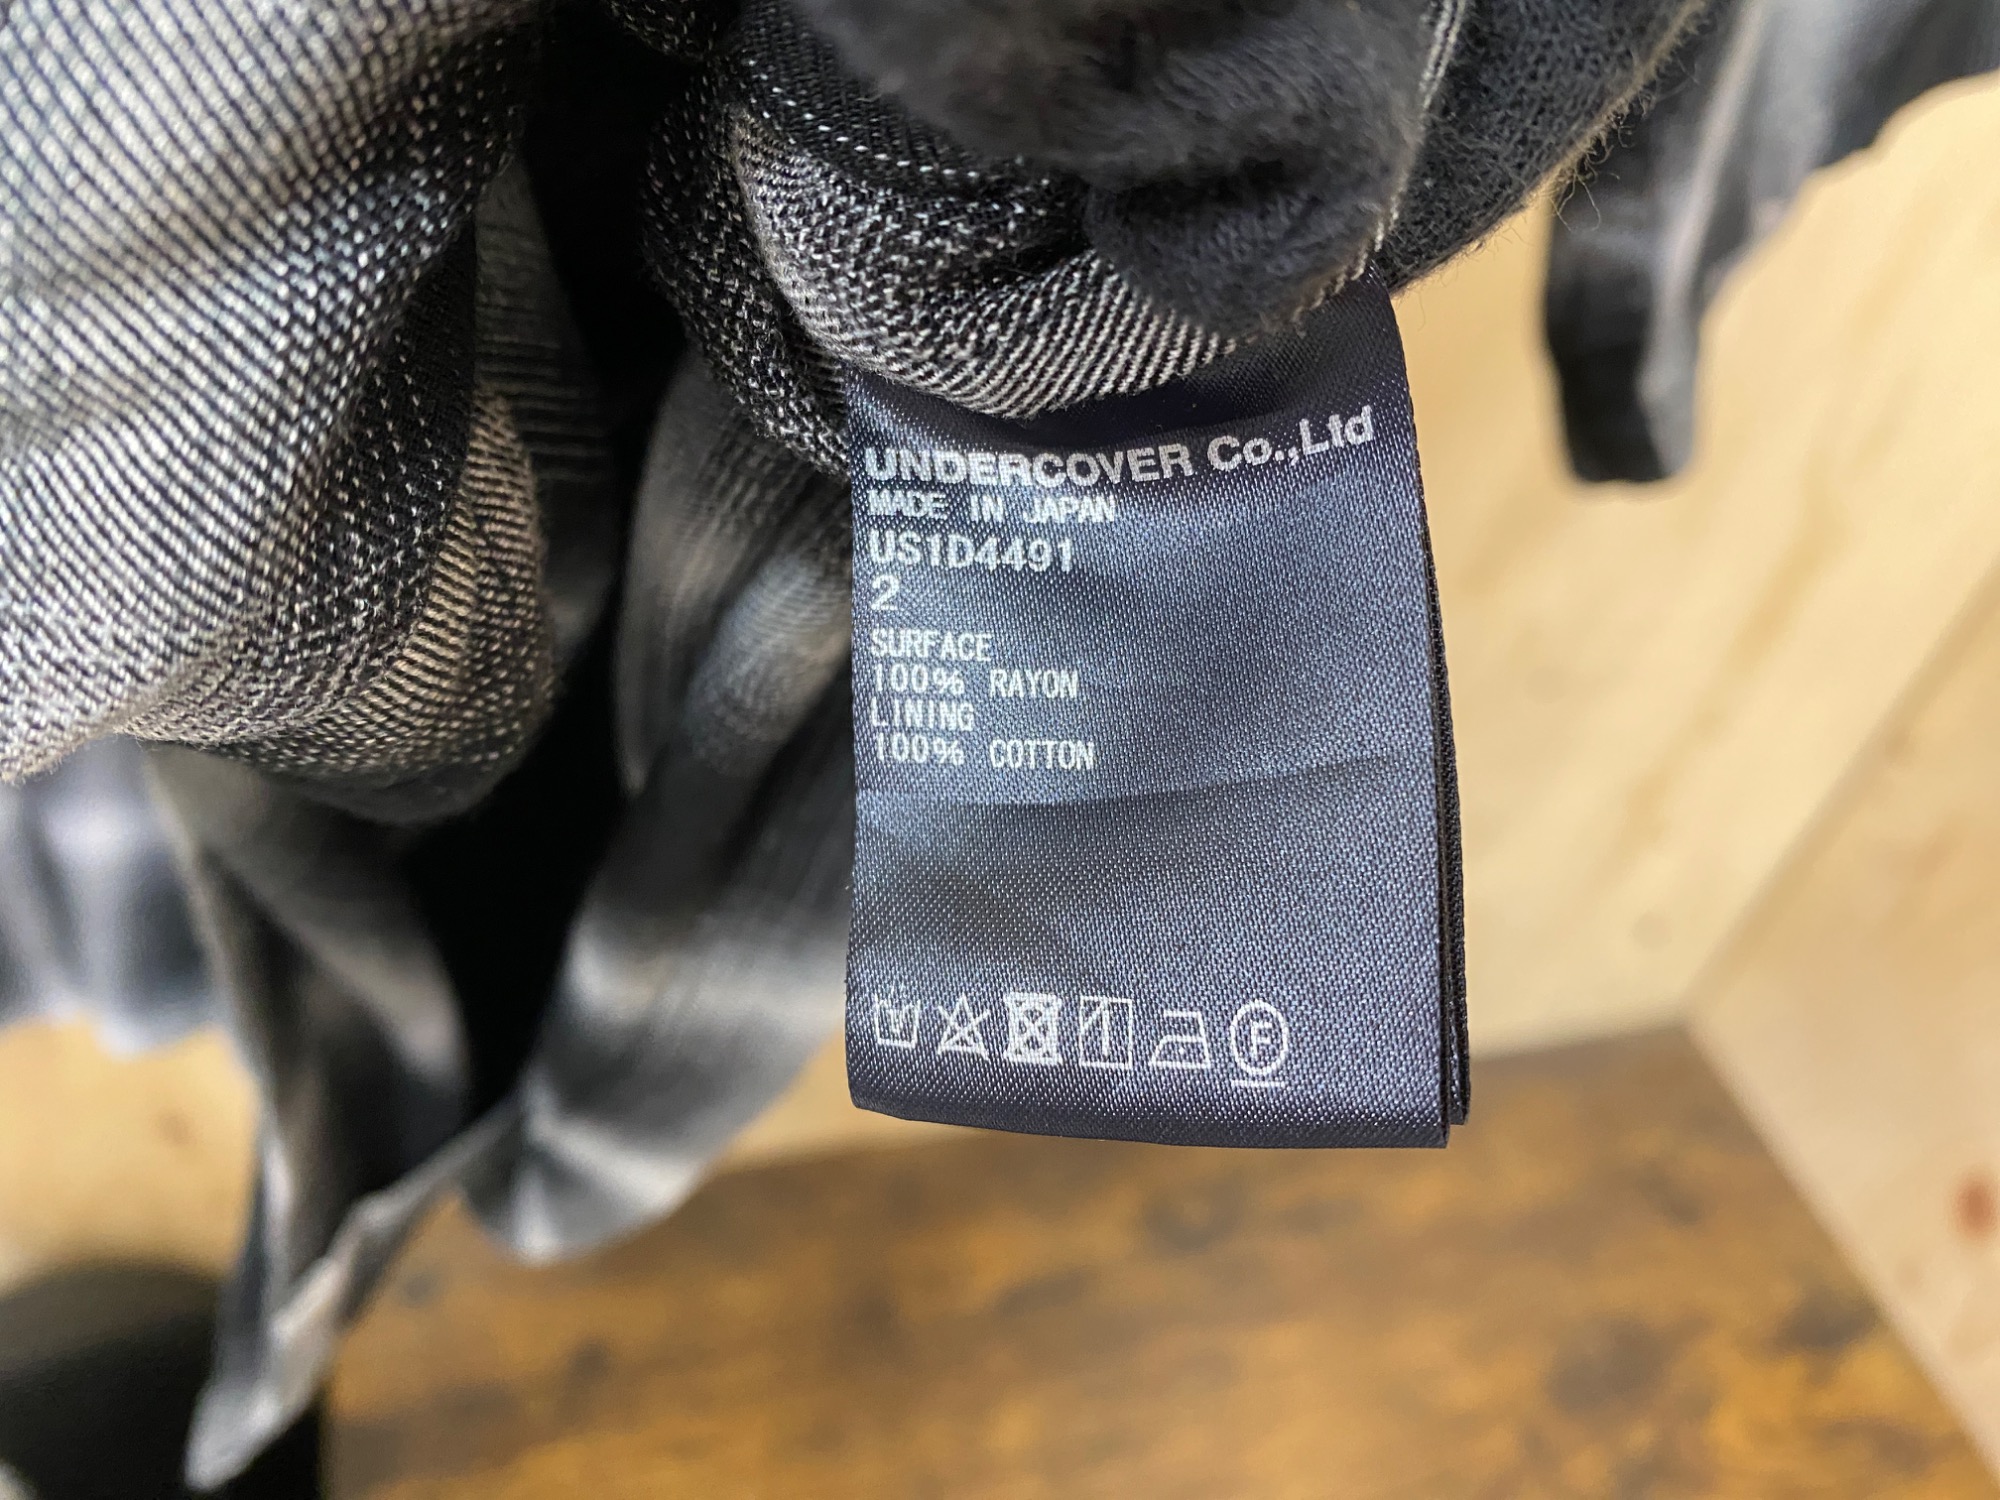 UNDERCOVER Co.,Ltd
MADE IN JAPAN
US1D4491
2
SURFACE
100% RAYON
LINING
100% COTTON
F